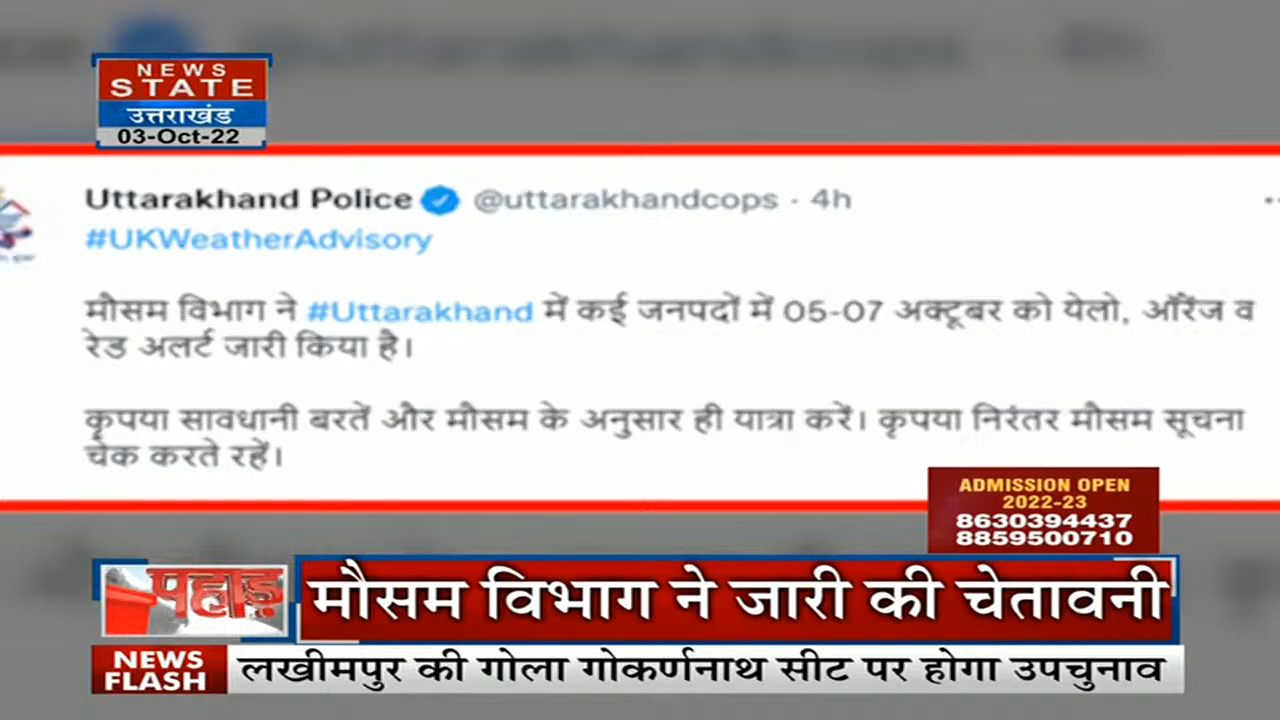 NEWS
STATE
उत्तराखंड
03-Oct-22
Uttarakhand Police @uttarakhandcops · 4h
#UKWeatherAdvisory
मौसम विभाग ने #Uttarakhand में कई जनपदों में 05-07 अक्टूबर को येलो, ऑरेंज व
रेड अलर्ट जारी किया है।
कृपया सावधानी बरतें और मौसम के अनुसार ही यात्रा करें। कृपया निरंतर मौसम सूचना
चेक करते रहें।
ADMISSION OPEN
2022-23
8630394437
8859500710
पहाड़
मौसम विभाग ने जारी की चेतावनी
NEWS
FLASH
लखीमपुर की गोला गोकर्णनाथ सीट पर होगा उपचुनाव